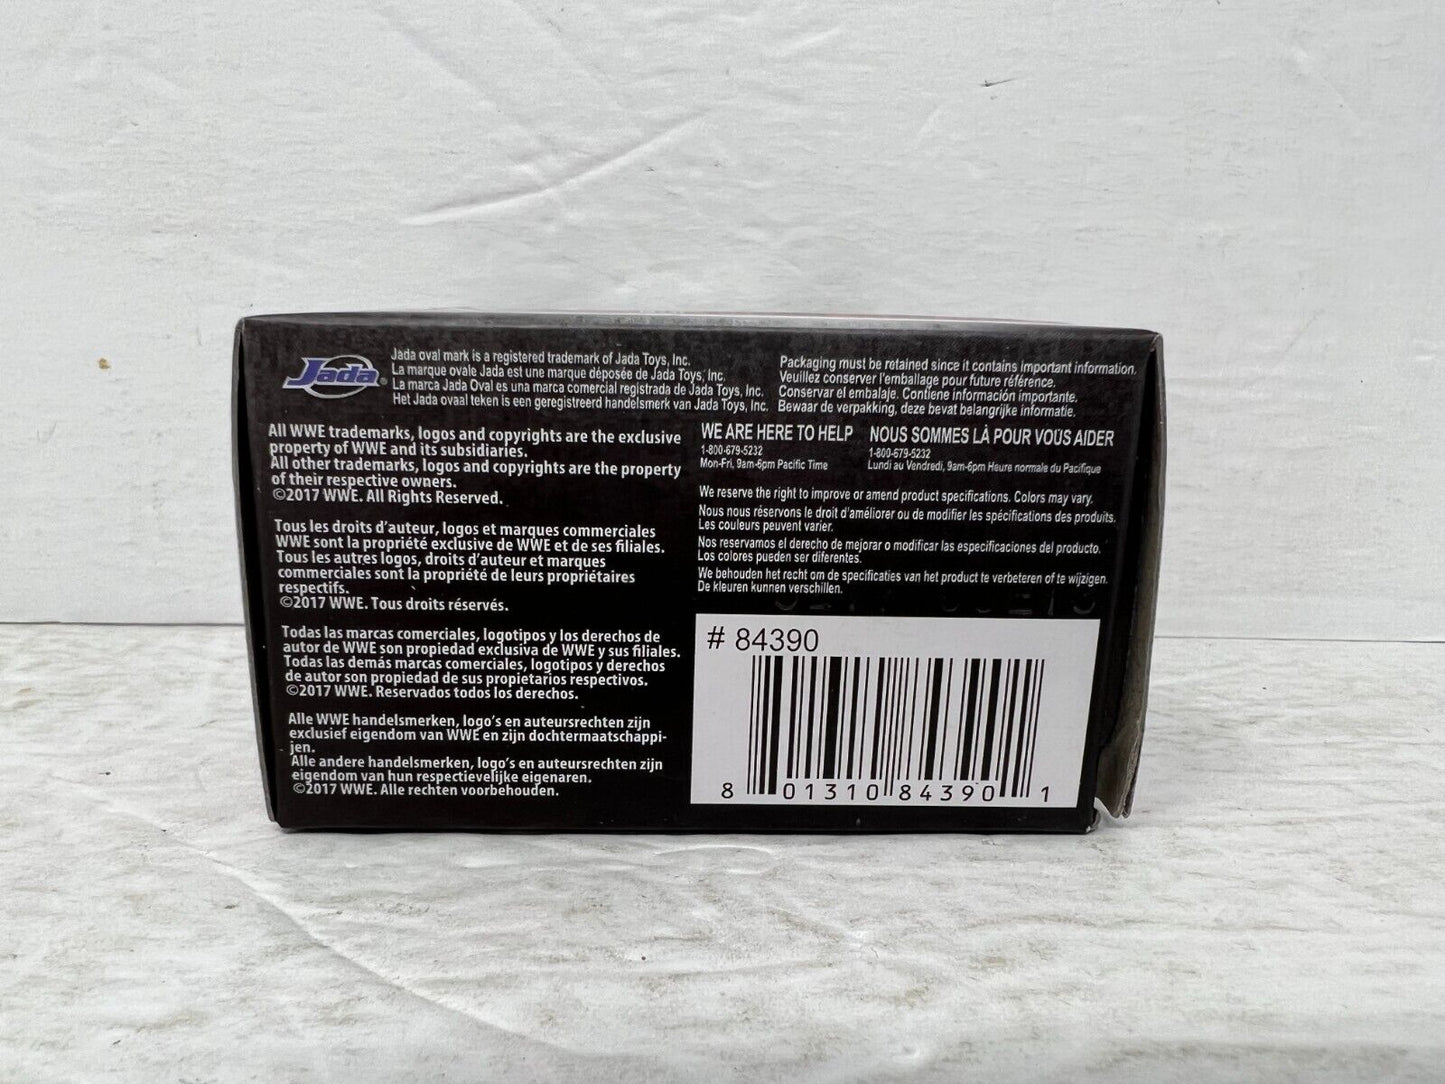 Jada®
Jada oval mark is a registered trademark of Jada Toys, Inc.
La marque ovale Jada est une marque déposée de Jada Toys, Inc.
La marca Jada Oval es una marca comercial registrada de Jada Toys, Inc.
Het Jada ovaal teken is een geregistreerd handelsmerk van Jada Toys, Inc.
Packaging must be retained since it contains important information.
Veuillez conserver l'emballage pour future référence.
Conservar el embalaje. Contiene información importante.
Bewaar de verpakking, deze bevat belangrijke informatie.
All WWE trademarks, logos and copyrights are the exclusive
property of WWE and its subsidiaries.
All other trademarks, logos and copyrights are the property
of their respective owners.
©2017 WWE. All Rights Reserved.
Tous les droits d'auteur, logos et marques commerciales
WWE sont la propriété exclusive de WWE et de ses filiales.
Tous les autres logos, droits d'auteur et marques
commerciales sont la propriété de leurs propriétaires
respectifs.
©2017 WWE. Tous droits réservés.
Todas las marcas comerciales, logotipos y los derechos de
autor de WWE son propiedad exclusiva de WWE y sus filiales.
Todas las demás marcas comerciales, logotipos y derechos
de autor son propiedad de sus propietarios respectivos.
©2017 WWE. Reservados todos los derechos.
Alle WWE handelsmerken, logo's en auteursrechten zijn
exclusief eigendom van WWE en zijn dochtermaatschappi-
jen.
Alle andere handelsmerken, logo's en auteursrechten zijn
eigendom van hun respectievelijke eigenaren.
©2017 WWE. Alle rechten voorbehouden.
WE ARE HERE TO HELP
1-800-679-5232
Mon-Fri, 9am-6pm Pacific Time
NOUS SOMMES LÀ POUR VOUS AIDER
1-800-679-5232
Lundi au Vendredi, 9am-6pm Heure normale du Pacifique
We reserve the right to improve or amend product specifications. Colors may vary.
Nous nous réservons le droit d'améliorer ou de modifier les spécifications des produits.
Les couleurs peuvent varier.
Nos reservamos el derecho de mejorar o modificar las especificaciones del producto.
Los colores pueden ser diferentes.
We behouden het recht om de specificaties van het product te verbeteren of te wijzigen.
De kleuren kunnen verschillen.
# 84390
8 01310 84390 1